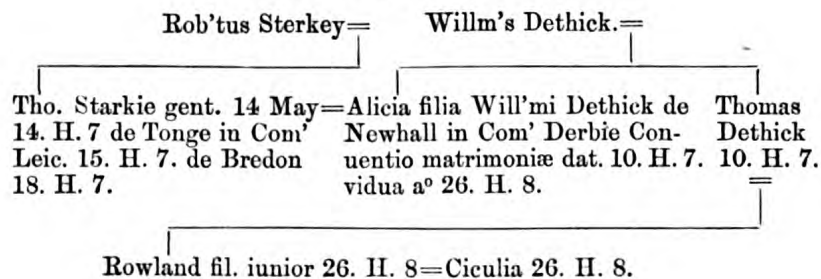 Rob'tus Sterkey= Willm's Dethick.=
Tho. Starkie gent. 14 May=Alicia filia Will'mi Dethick de Thomas
14. H. 7 de Tonge in Com' Newhall in Com' Derbie Con- Dethick
Leic. 15. H. 7. de Bredon uentio matrimoniæ dat. 10. H. 7. 10. H. 7.
18. H. 7. vidua aº 26. H. 8. =
Rowland fil. iunior 26. H. 8=Ciculia 26. H. 8.